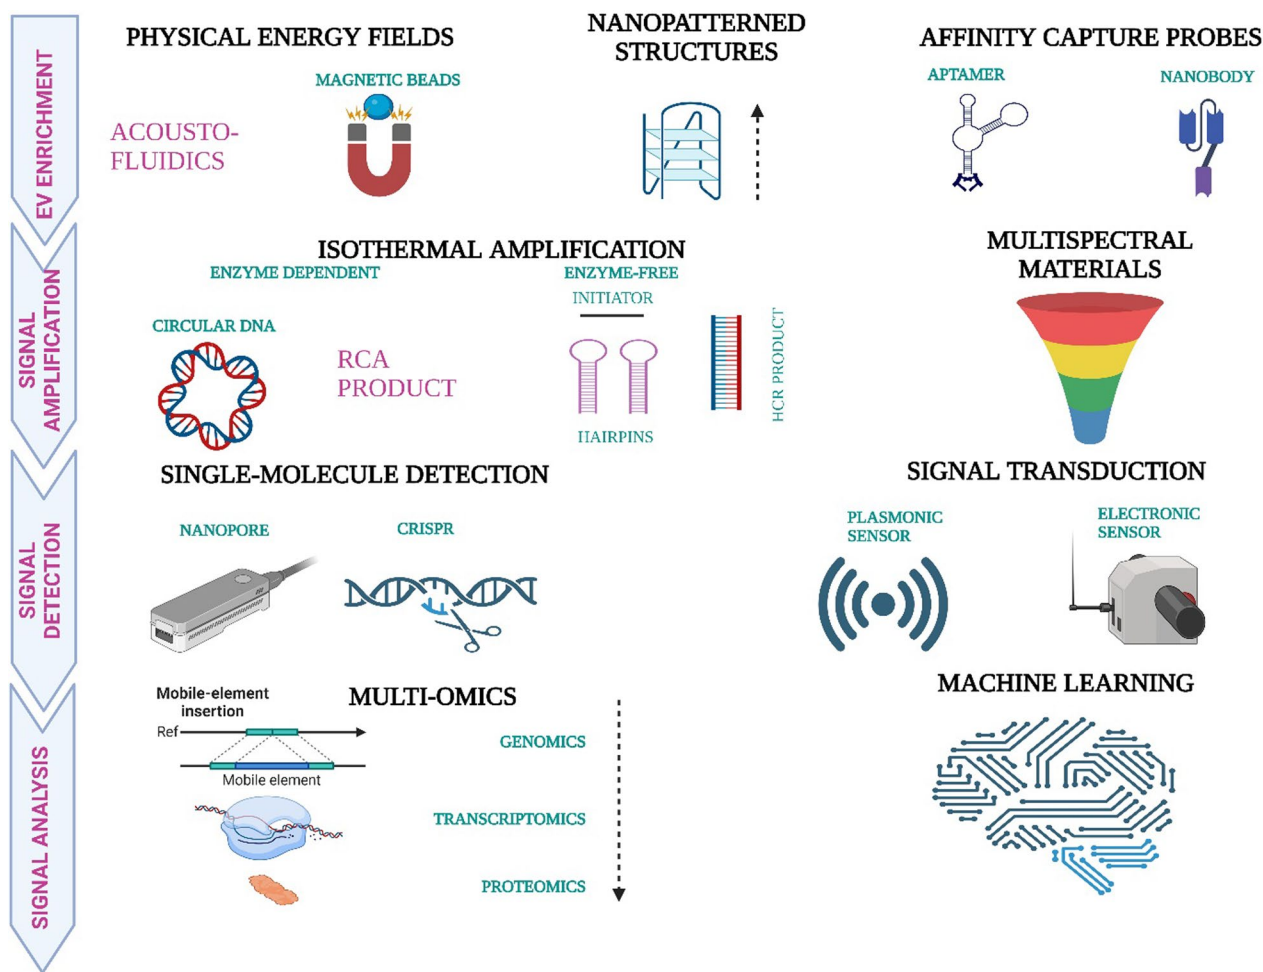 EV ENRICHMENT
PHYSICAL ENERGY FIELDS
MAGNETIC BEADS
ACOUSTO-
FLUIDICS
NANOPATTERNED
STRUCTURES
AFFINITY CAPTURE PROBES
APTAMER
NANOBODY
SIGNAL
AMPLIFICATION
ISOTHERMAL AMPLIFICATION
ENZYME DEPENDENT
CIRCULAR DNA
RCA
PRODUCT
ENZYME-FREE
INITIATOR
HAIRPINS
HCR PRODUCT
MULTISPECTRAL
MATERIALS
SIGNAL
DETECTION
SINGLE-MOLECULE DETECTION
NANOPORE
CRISPR
SIGNAL TRANSDUCTION
PLASMONIC
SENSOR
ELECTRONIC
SENSOR
SIGNAL ANALYSIS
Mobile-element
insertion
Ref
Mobile element
MULTI-OMICS
GENOMICS
TRANSCRIPTOMICS
PROTEOMICS
MACHINE LEARNING